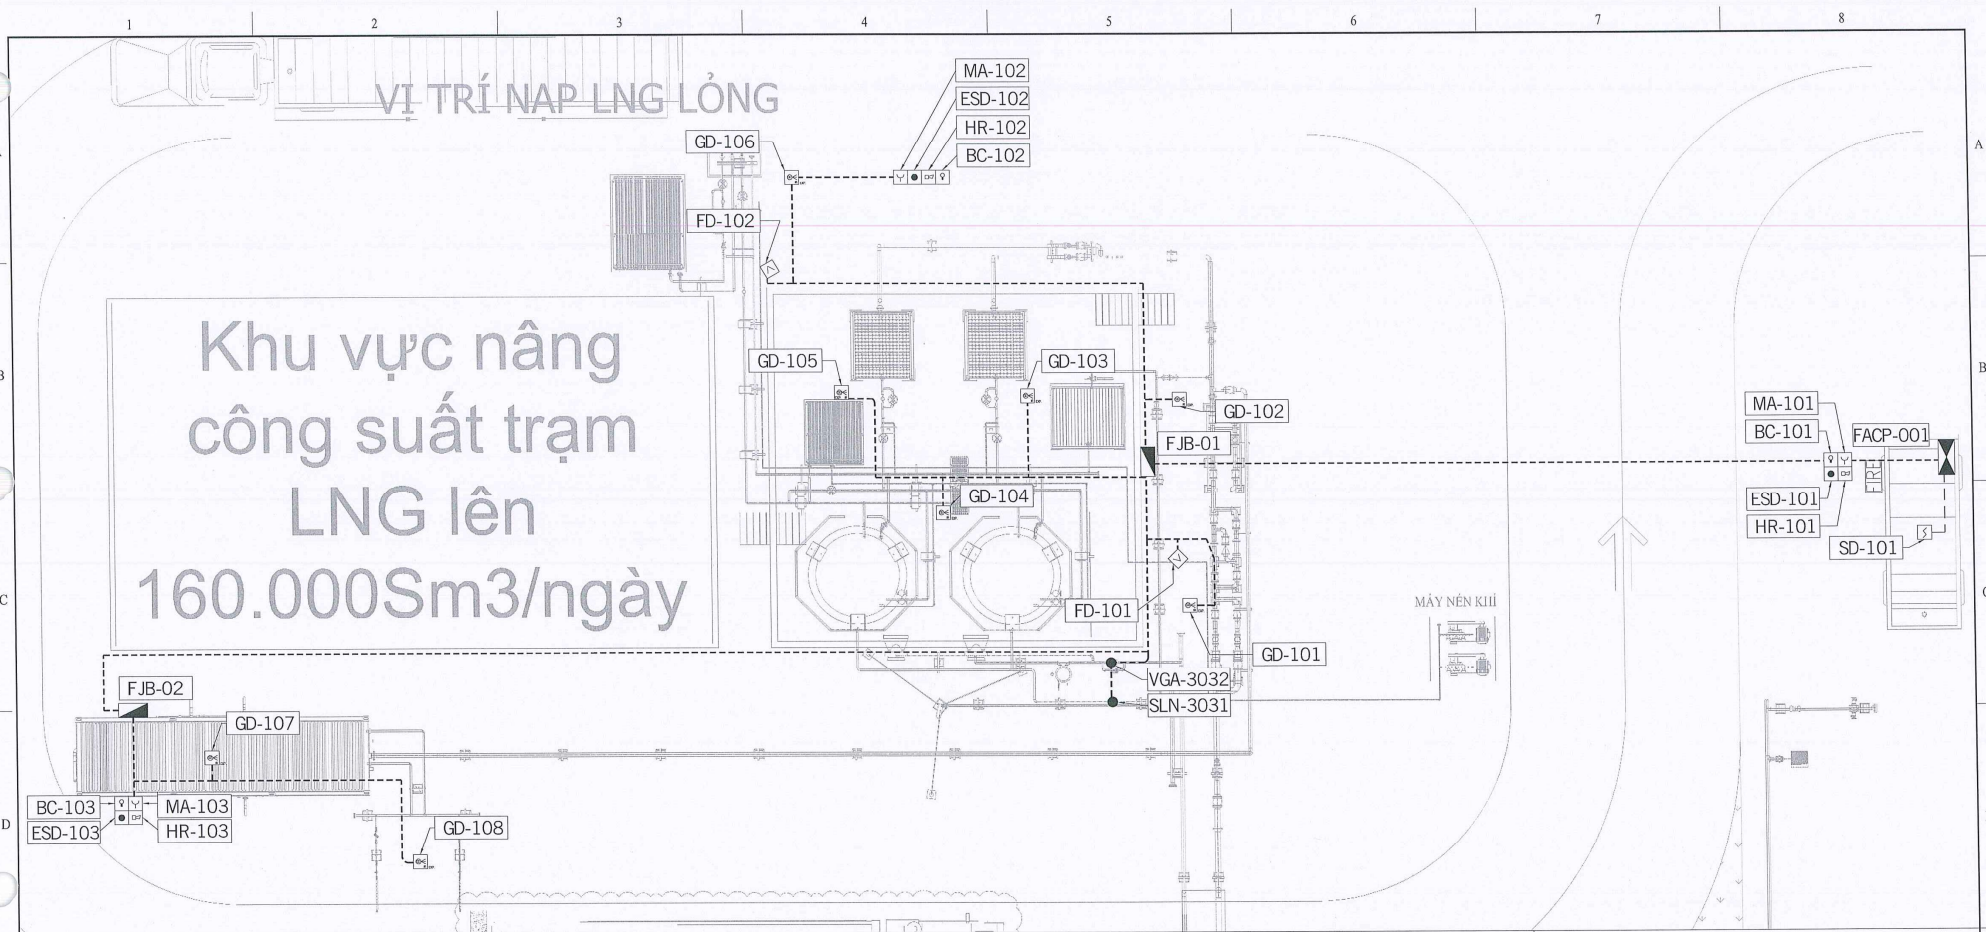 1 2 3 4 5 6 7 8
VỊ TRÍ NẠP LNG LỎNG
MA-102
ESD-102
HR-102
BC-102
GD-106
A
FD-102
Khu vực nâng
công suất trạm
LNG lên
160.000Sm3/ngày
GD-105
GD-103
B
B
GD-102
MA-101
BC-101
FACP-001
FJB-01
FIRE
GD-104
ESD-101
HR-101
SD-101
C
C
FD-101
MÁY NÉN KHÍ
GD-101
VGA-3032
SLN-3031
FJB-02
GD-107
BC-103
MA-103
ESD-103
HR-103
GD-108
D